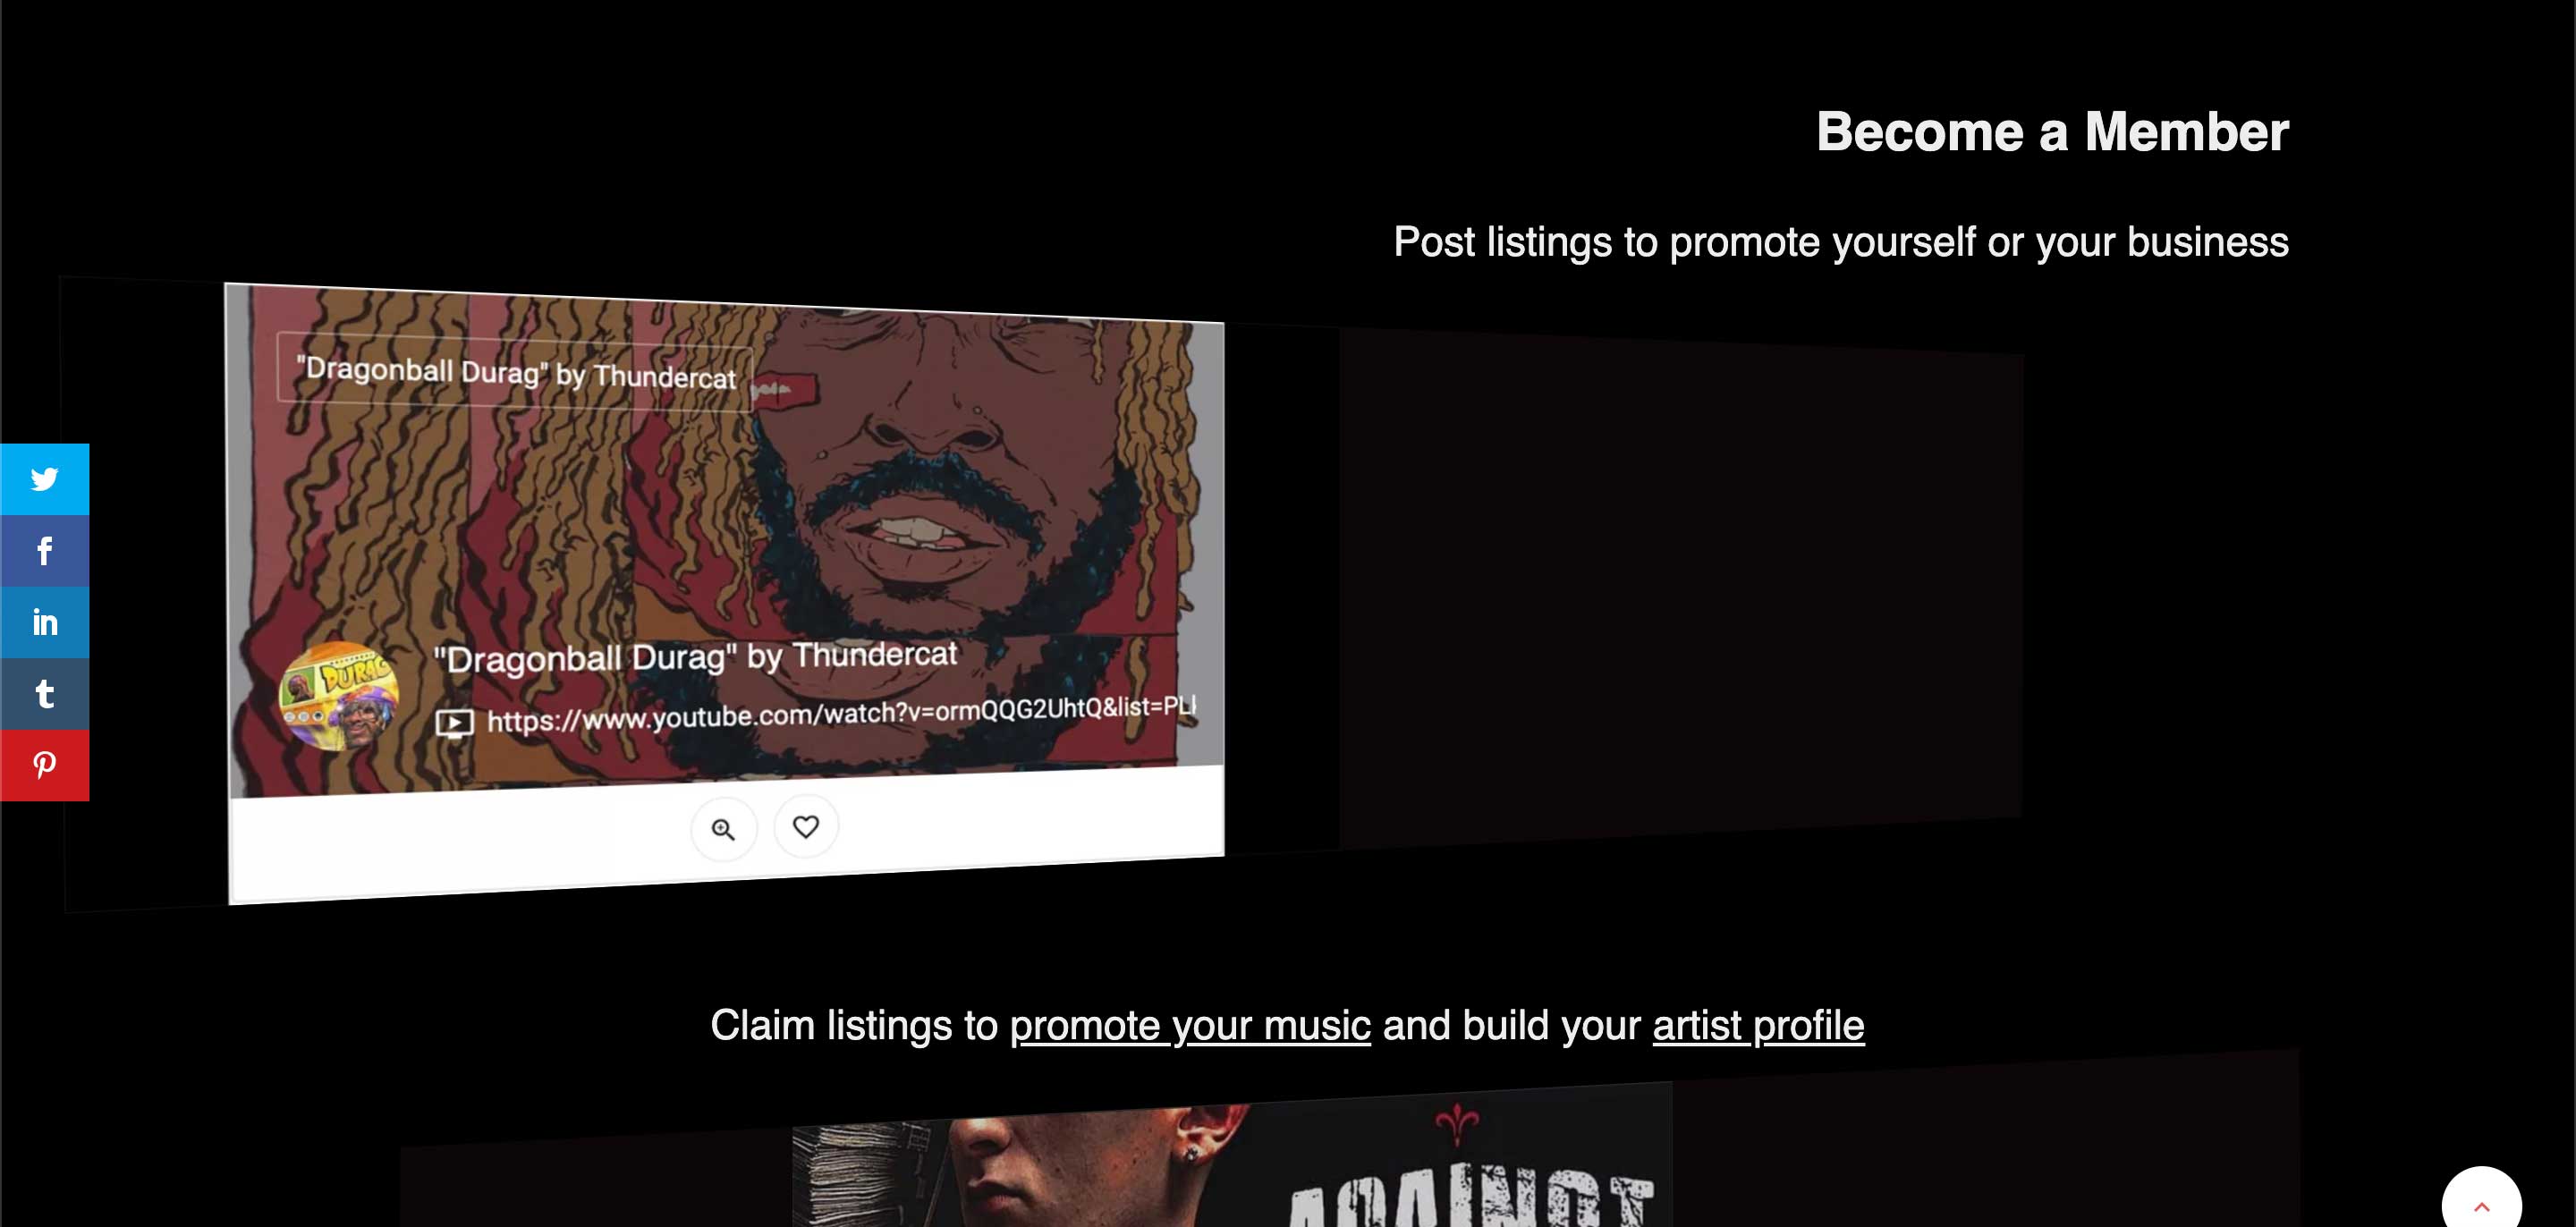 Become a Member
Post listings to promote yourself or your business
"Dragonball Durag" by Thundercat
DURAG
"Dragonball Durag" by Thundercat
https://www.youtube.com/watch?v=ormQQG2UhtQ&list=PL
Claim listings to promote your music and build your artist profile
AGAINST